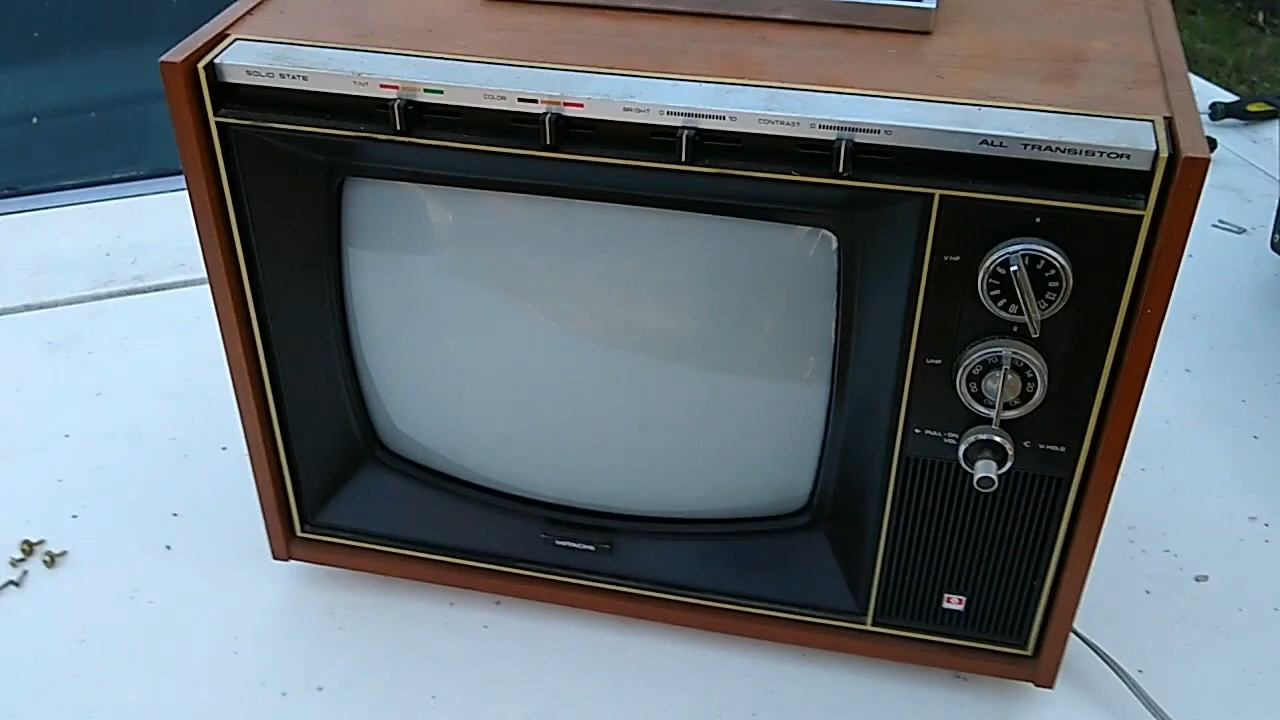 SOLID STATE
TINT
COLOR
BRIGHT 0 10
CONTRAST 0 10
ALL TRANSISTOR
VHF
UHF
PULL-ON
VOL
V HOLD
HITACHI